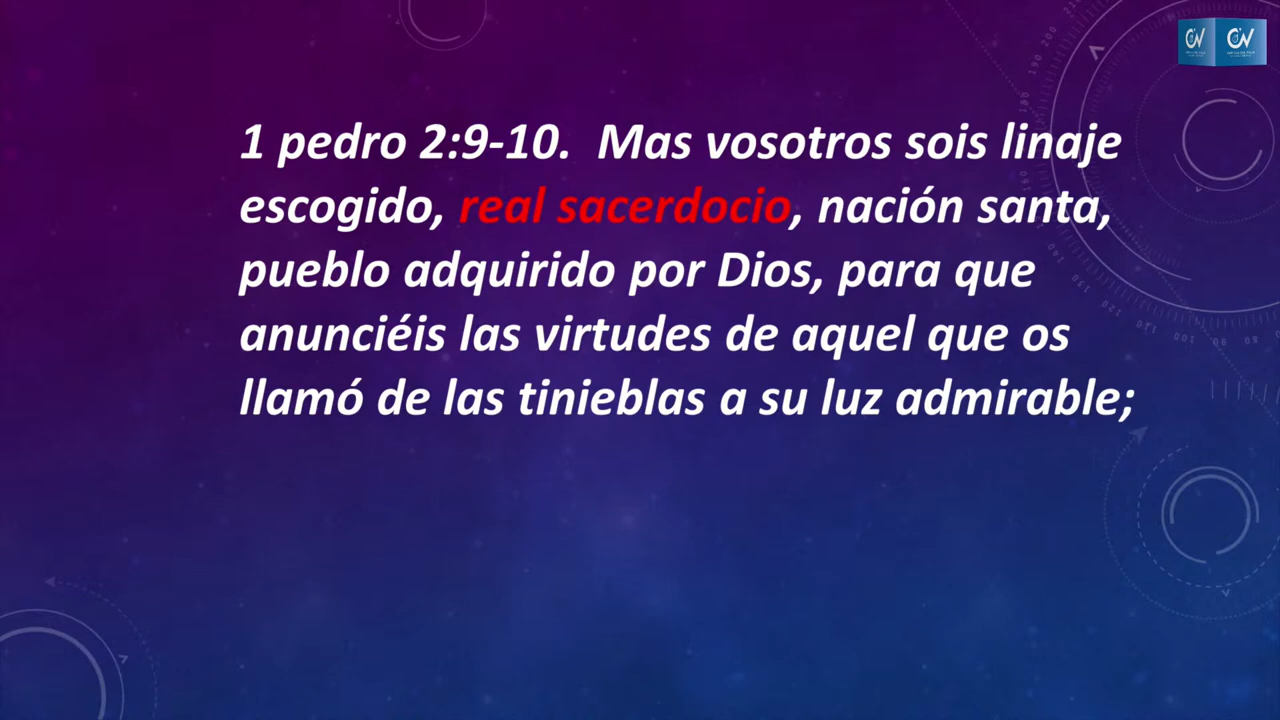 1 pedro 2:9-10.  Mas vosotros sois linaje
escogido, real sacerdocio, nación santa,
pueblo adquirido por Dios, para que
anunciéis las virtudes de aquel que os
llamó de las tinieblas a su luz admirable;